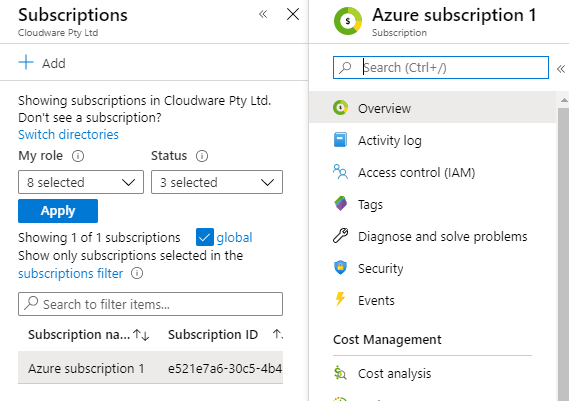 Subscriptions
Cloudware Pty Ltd
Add
Showing subscriptions in Cloudware Pty Ltd.
Don't see a subscription?
Switch directories
My role
Status
8 selected
3 selected
Apply
Showing 1 of 1 subscriptions
global
Show only subscriptions selected in the
subscriptions filter
Search to filter items...
Subscription na...
Subscription ID
Azure subscription 1
e521e7a6-30c5-4b4
Azure subscription 1
Subscription
Search (Ctrl+/)
Overview
Activity log
Access control (IAM)
Tags
Diagnose and solve problems
Security
Events
Cost Management
Cost analysis